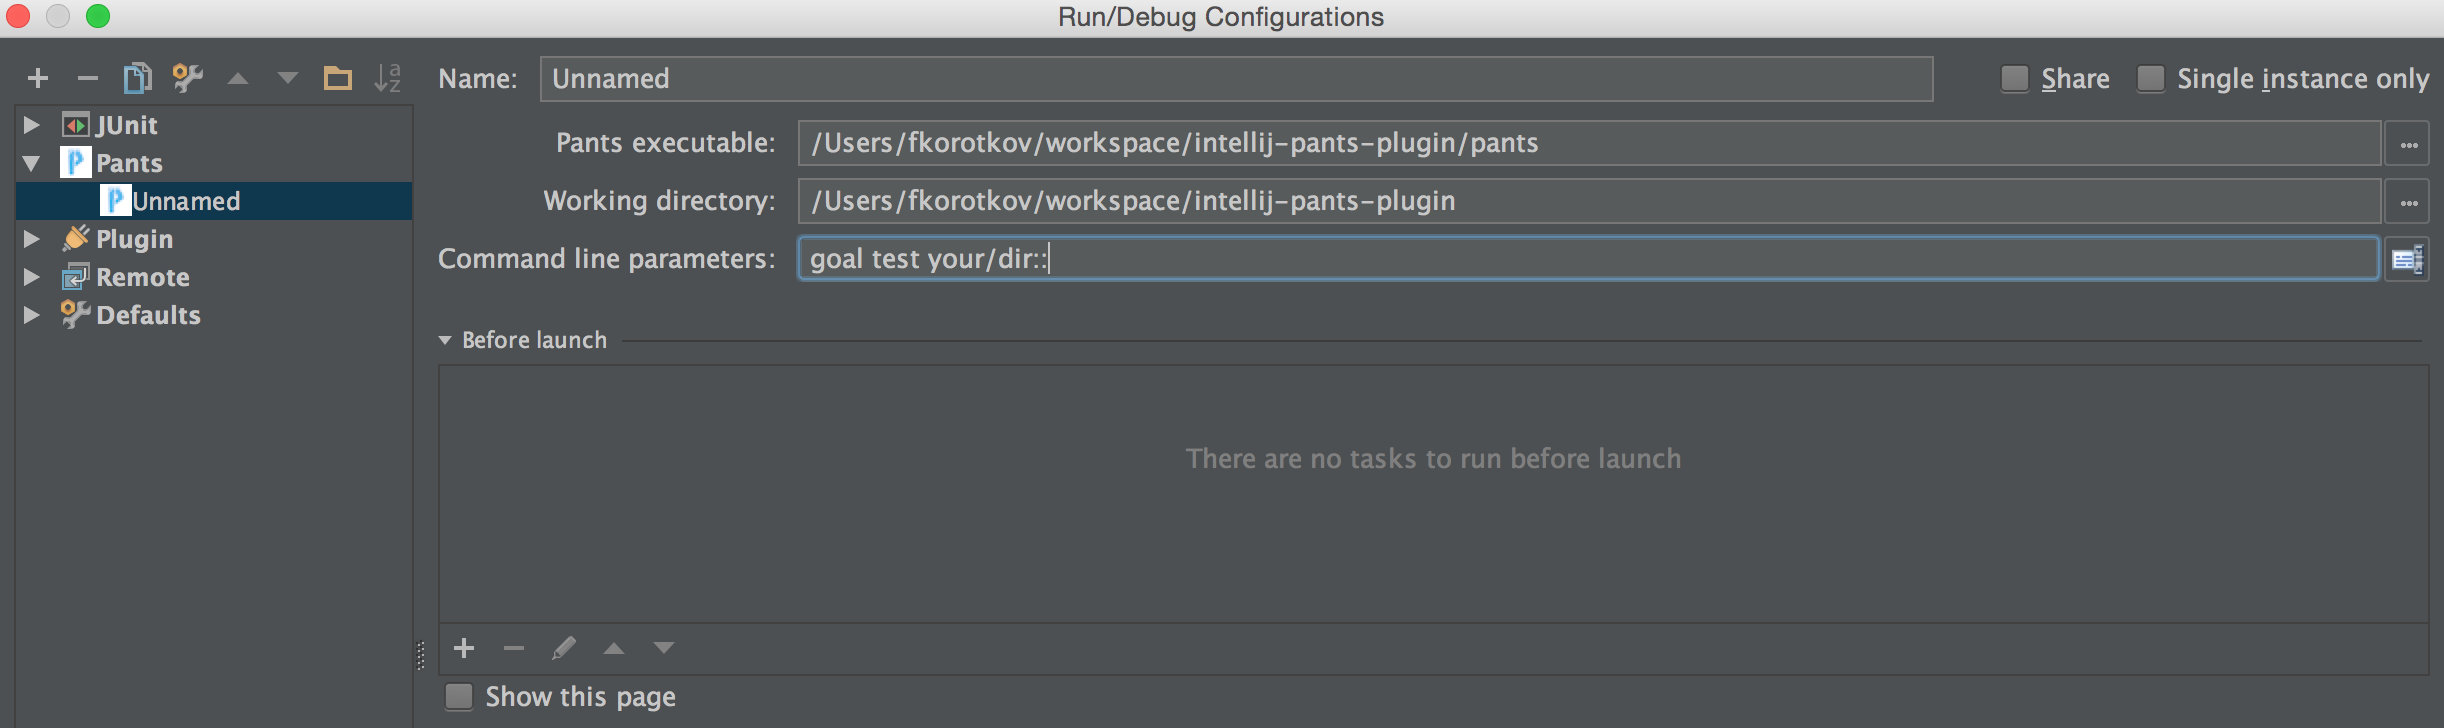 Run/Debug Configurations
Name: Unnamed Share Single instance only
JUnit
Pants
Unnamed
Plugin
Remote
Defaults
Pants executable: /Users/fkorotkov/workspace/intellij-pants-plugin/pants ...
Working directory: /Users/fkorotkov/workspace/intellij-pants-plugin ...
Command line parameters: goal test your/dir::
Before launch
There are no tasks to run before launch
Show this page